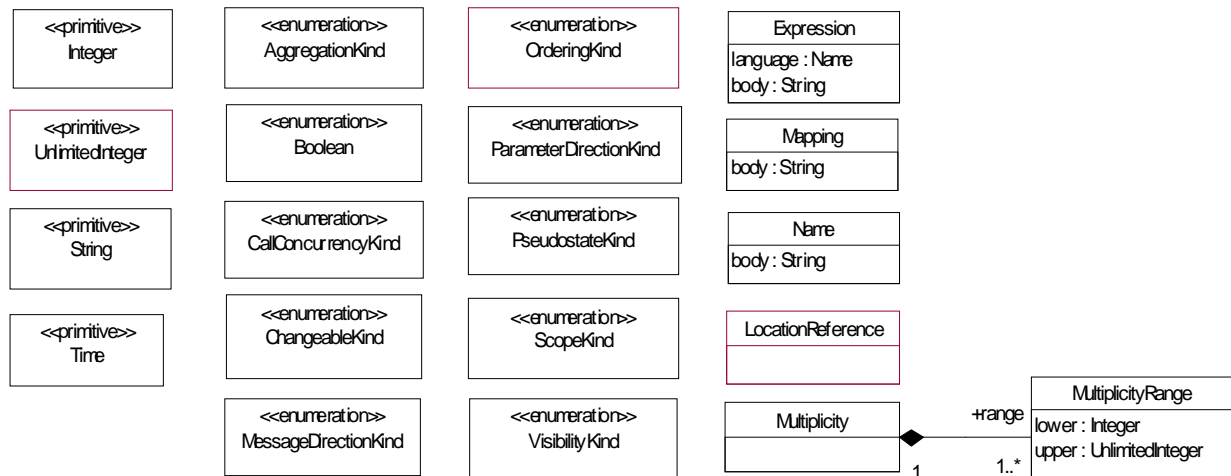 <<primitive>>
Integer
<<primitive>>
UnlimitedInteger
<<primitive>>
String
<<primitive>>
Time
<<enumeration>>
AggregationKind
<<enumeration>>
Boolean
<<enumeration>>
CallConcurrencyKind
<<enumeration>>
ChangeableKind
<<enumeration>>
MessageDirectionKind
<<enumeration>>
OrderingKind
<<enumeration>>
ParameterDirectionKind
<<enumeration>>
PseudostateKind
<<enumeration>>
ScopeKind
<<enumeration>>
VisibilityKind
Expression
language : Name
body : String
Mapping
body : String
Name
body : String
LocationReference
Multiplicity
1
+range
1..*
MultiplicityRange
lower : Integer
upper : UnlimitedInteger